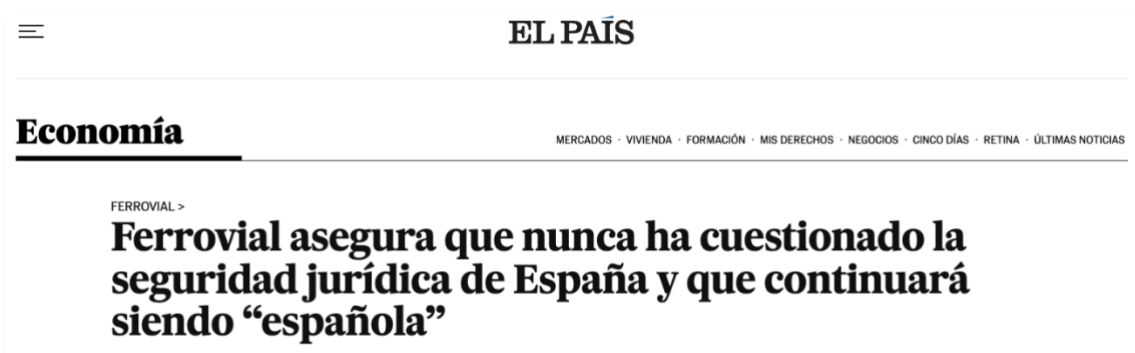 EL PAÍS
Economía
MERCADOS · VIVIENDA · FORMACIÓN · MIS DERECHOS · NEGOCIOS · CINCO DÍAS · RETINA · ÚLTIMAS NOTICIAS
FERROVIAL >
Ferrovial asegura que nunca ha cuestionado la
seguridad jurídica de España y que continuará
siendo “española”